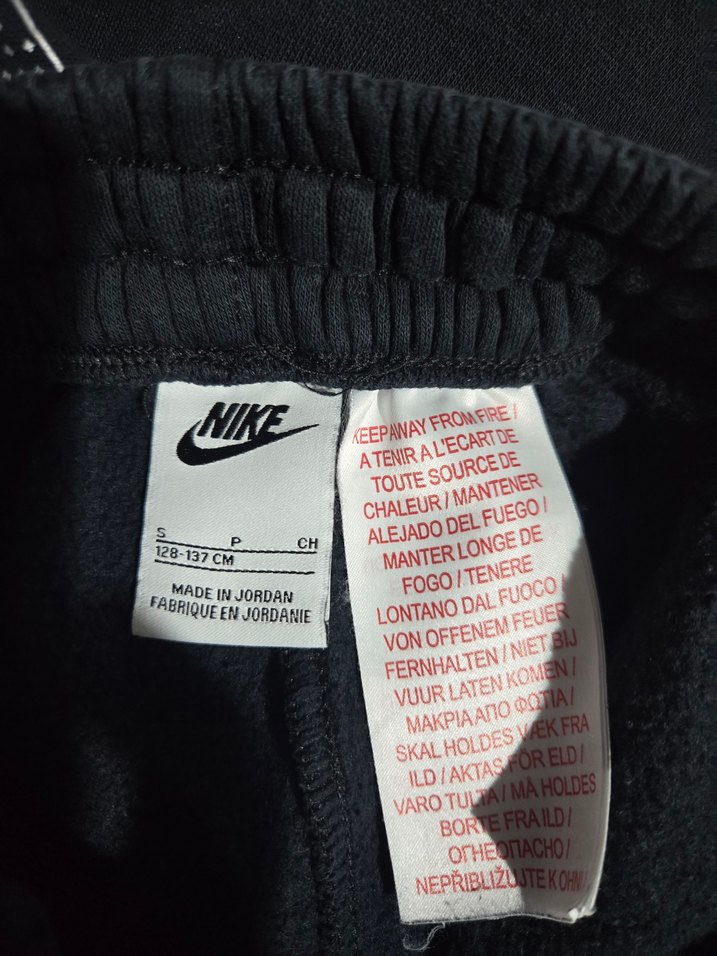 NIKE
S P CH
128-137 CM
MADE IN JORDAN
FABRIQUE EN JORDANIE
KEEP AWAY FROM FIRE /
A TENIR A L'ECART DE
TOUTE SOURCE DE
CHALEUR / MANTENER
ALEJADO DEL FUEGO /
MANTER LONGE DE
FOGO / TENERE
LONTANO DAL FUOCO /
VON OFFENEM FEUER
FERNHALTEN / NIET BIJ
VUUR LATEN KOMEN /
ΜΑΚΡΙΑ ΑΠΟ ΦΩΤΙΑ /
SKAL HOLDES VÆK FRA
ILD / AKTAS FÖR ELD /
VARO TULTA / MÅ HOLDES
BORTE FRA ILD /
ОГНЕОПАСНО /
NEPŘIBLIŽUJTE K OHNI